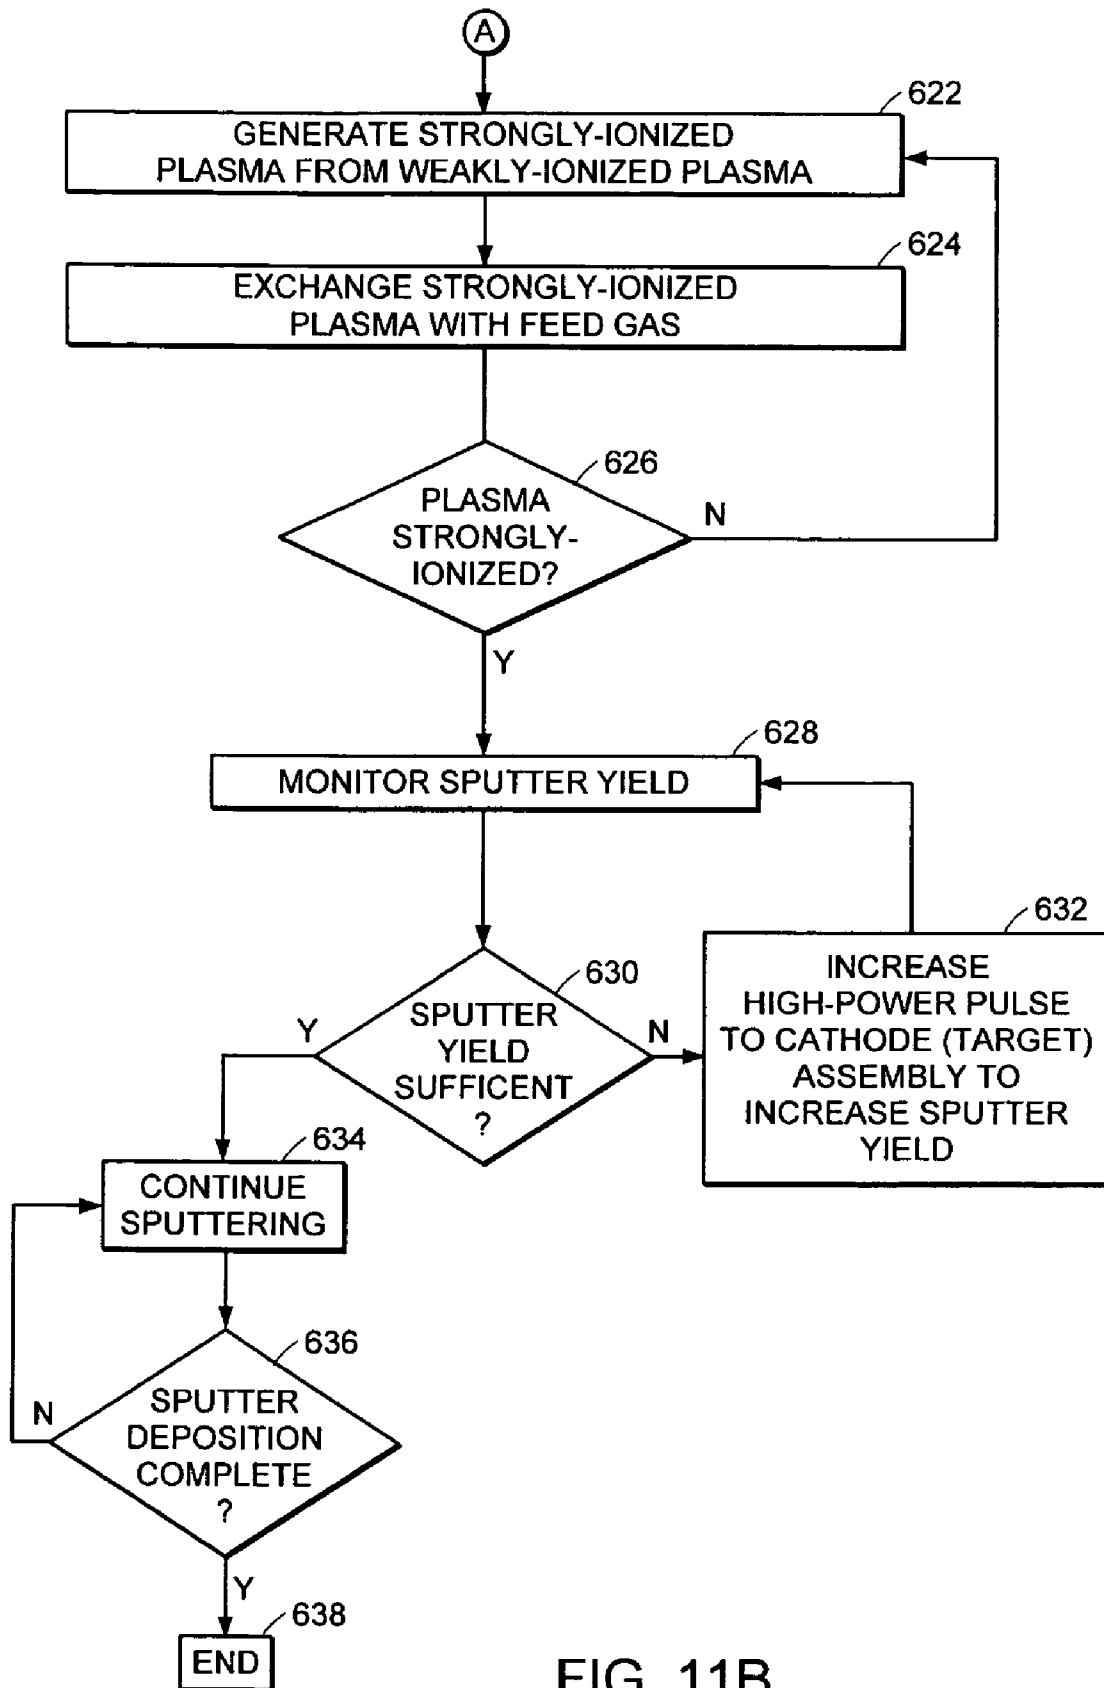 A
622
GENERATE STRONGLY-IONIZED
PLASMA FROM WEAKLY-IONIZED PLASMA
624
EXCHANGE STRONGLY-IONIZED
PLASMA WITH FEED GAS
626
PLASMA
STRONGLY-
IONIZED?
N
Y
628
MONITOR SPUTTER YIELD
630
SPUTTER
YIELD
SUFFICENT
?
Y
N
632
INCREASE
HIGH-POWER PULSE
TO CATHODE (TARGET)
ASSEMBLY TO
INCREASE SPUTTER
YIELD
634
CONTINUE
SPUTTERING
636
SPUTTER
DEPOSITION
COMPLETE
?
N
Y
638
END
FIG. 11B